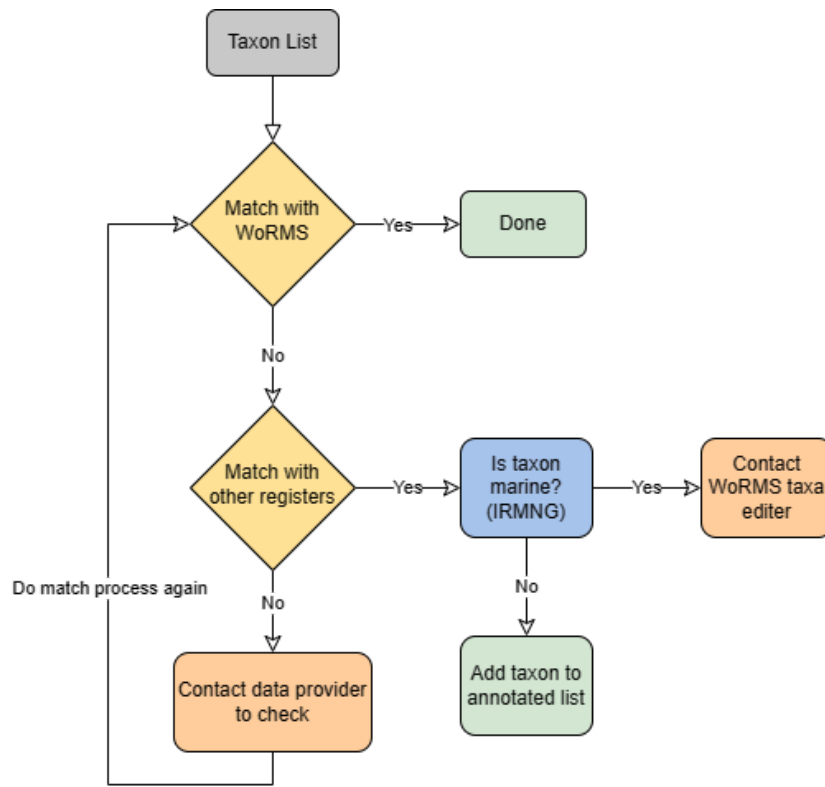 Taxon List
Match with
WoRMS
Yes
Done
No
Match with
other registers
Yes
Is taxon
marine?
(IRMNG)
Yes
Contact
WoRMS taxa
editer
Do match process again
No
No
Contact data provider
to check
Add taxon to
annotated list